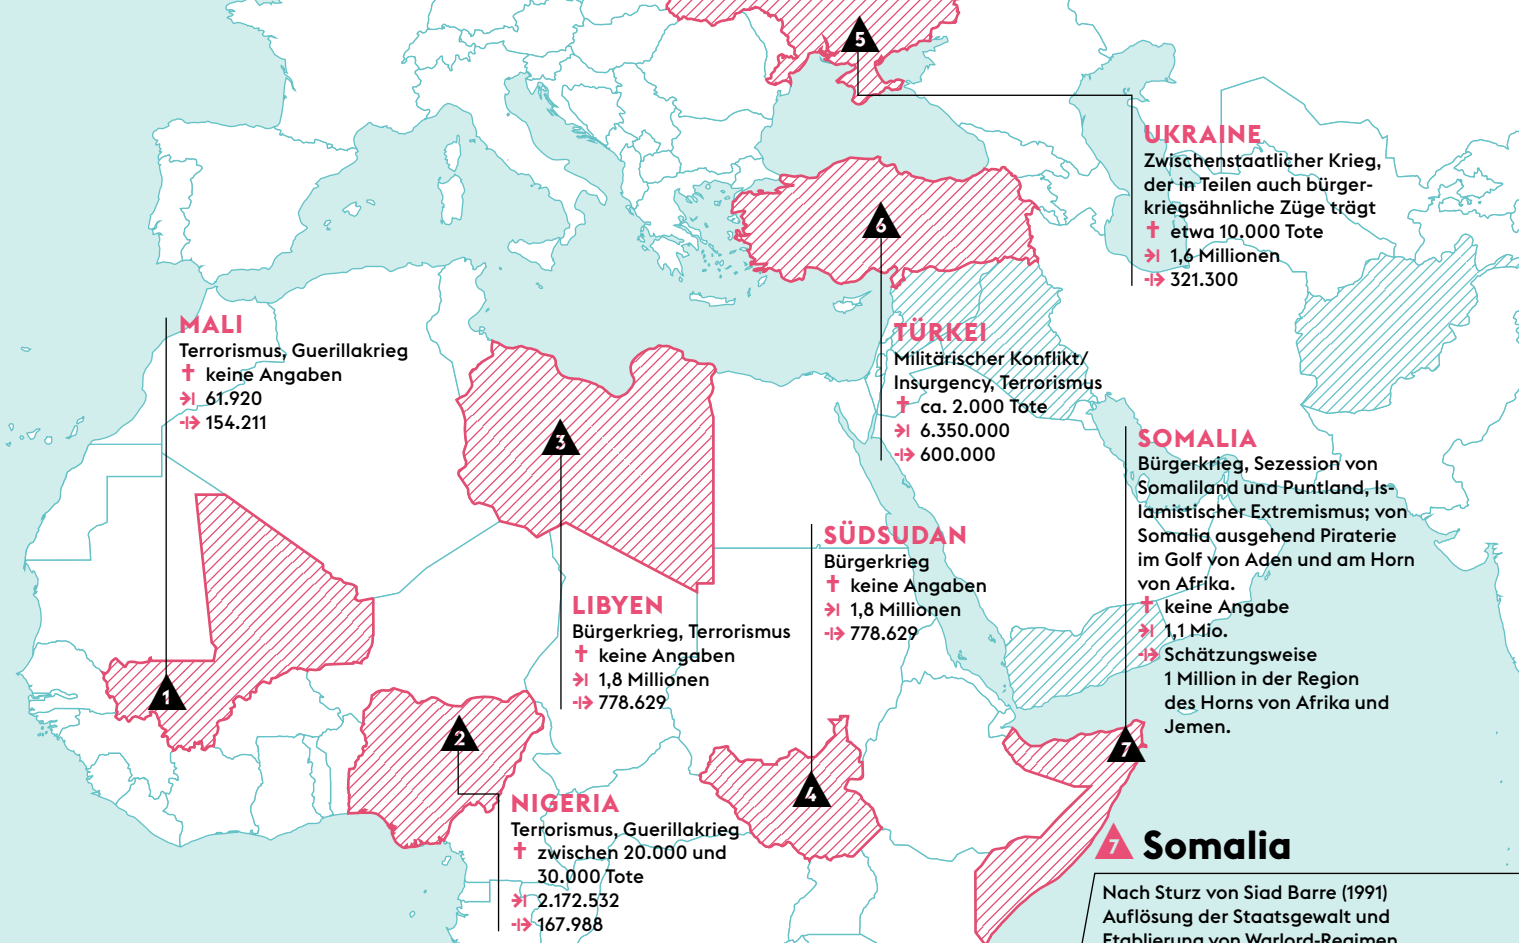 5
UKRAINE
Zwischenstaatlicher Krieg,
der in Teilen auch bürger-
kriegsähnliche Züge trägt
etwa 10.000 Tote
1,6 Millionen
321.300
6
TÜRKEI
Militärischer Konflikt/
Insurgency, Terrorismus
ca. 2.000 Tote
6.350.000
600.000
MALI
Terrorismus, Guerillakrieg
keine Angaben
61.920
154.211
1
3
LIBYEN
Bürgerkrieg, Terrorismus
keine Angaben
1,8 Millionen
778.629
SÜDSUDAN
Bürgerkrieg
keine Angaben
1,8 Millionen
778.629
4
SOMALIA
Bürgerkrieg, Sezession von
Somaliland und Puntland, Is-
lamistischer Extremismus; von
Somalia ausgehend Piraterie
im Golf von Aden und am Horn
von Afrika.
keine Angabe
1,1 Mio.
Schätzungsweise
1 Million in der Region
des Horns von Afrika und
Jemen.
7
2
NIGERIA
Terrorismus, Guerillakrieg
zwischen 20.000 und
30.000 Tote
2.172.532
167.988
7 Somalia
Nach Sturz von Siad Barre (1991)
Auflösung der Staatsgewalt und
Etablierung von Warlord-Regimen